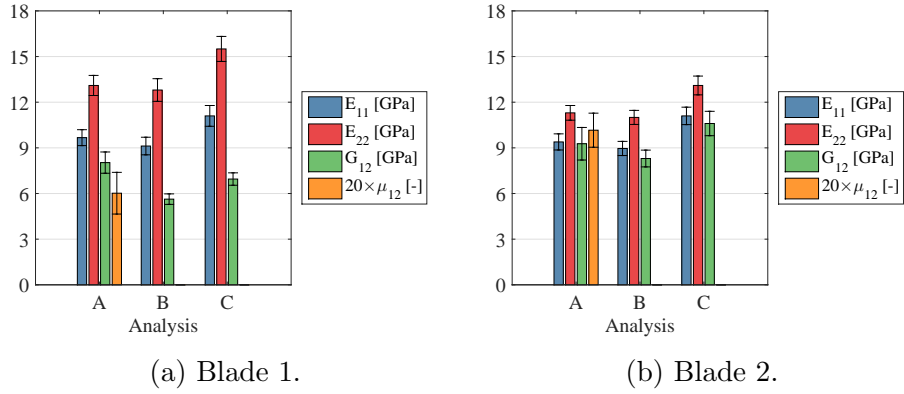 18
15
12
9
6
3
0
A B C
Analysis
E11 [GPa]
E22 [GPa]
G12 [GPa]
20×μ12 [-]
(a) Blade 1.
18
15
12
9
6
3
0
A B C
Analysis
E11 [GPa]
E22 [GPa]
G12 [GPa]
20×μ12 [-]
(b) Blade 2.